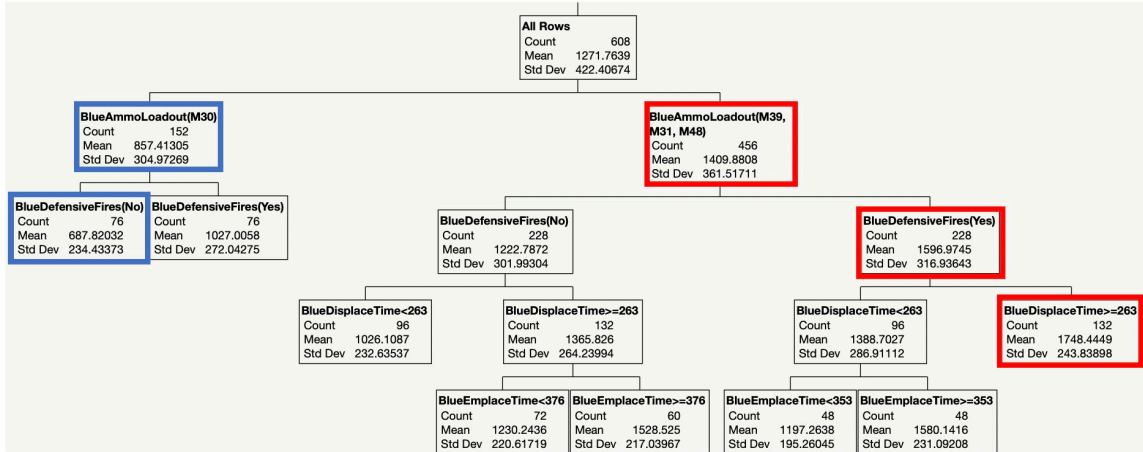 All Rows
Count 608
Mean 1271.7639
Std Dev 422.40674
BlueAmmoLoadout(M30)
Count 152
Mean 857.41305
Std Dev 304.97269
BlueAmmoLoadout(M39,
M31, M48)
Count 456
Mean 1409.8808
Std Dev 361.51711
BlueDefensiveFires(No)
Count 76
Mean 687.82032
Std Dev 234.43373
BlueDefensiveFires(Yes)
Count 76
Mean 1027.0058
Std Dev 272.04275
BlueDefensiveFires(No)
Count 228
Mean 1222.7872
Std Dev 301.99304
BlueDefensiveFires(Yes)
Count 228
Mean 1596.9745
Std Dev 316.93643
BlueDisplaceTime<263
Count 96
Mean 1026.1087
Std Dev 232.63537
BlueDisplaceTime>=263
Count 132
Mean 1365.826
Std Dev 264.23994
BlueDisplaceTime<263
Count 96
Mean 1388.7027
Std Dev 286.91112
BlueDisplaceTime>=263
Count 132
Mean 1748.4449
Std Dev 243.83898
BlueEmplaceTime<376
Count 72
Mean 1230.2436
Std Dev 220.61719
BlueEmplaceTime>=376
Count 60
Mean 1528.525
Std Dev 217.03967
BlueEmplaceTime<353
Count 48
Mean 1197.2638
Std Dev 195.26045
BlueEmplaceTime>=353
Count 48
Mean 1580.1416
Std Dev 231.09208